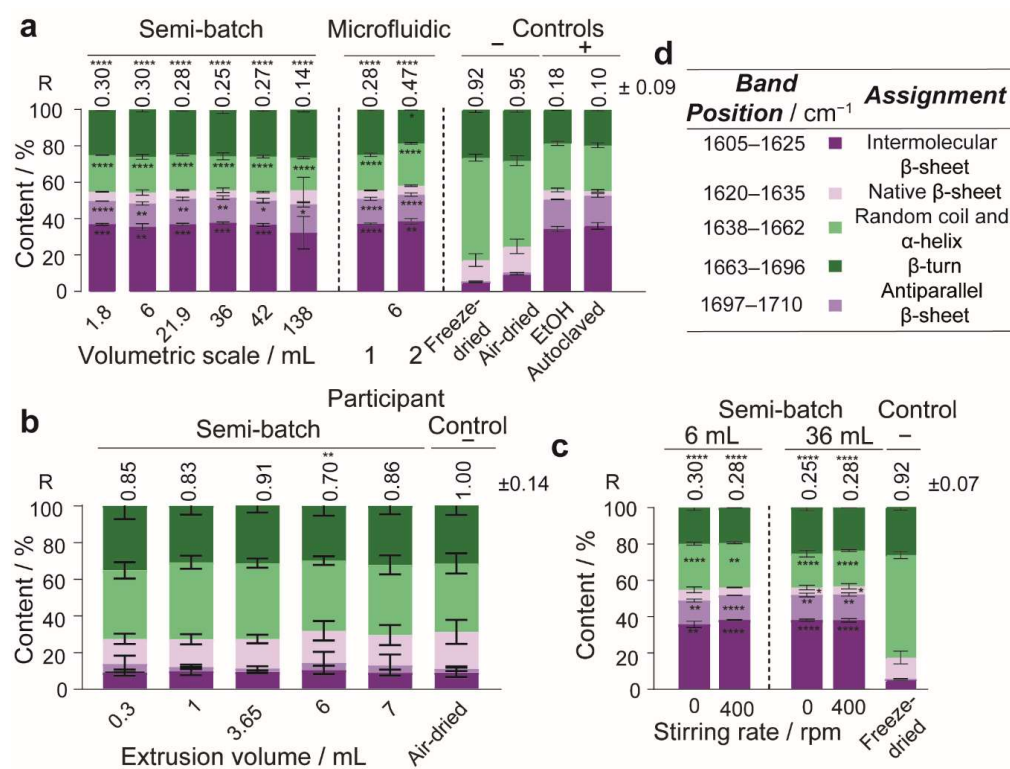 a
Semi-batch
Microfluidic
Controls
− +
R
**** **** **** **** **** **** **** ****
0.30 0.30 0.28 0.25 0.27 0.14 0.28 0.47 0.92 0.95 0.18 0.10 ± 0.09
Content / %
100
80
60
40
20
0
*
**** **** **** **** **** **** **** ****
**** ** ** ** * * **** ****
*** ** *** *** *** **** **
1.8 6 21.9 36 42 138
Volumetric scale / mL
6
1 2
Participant
Freeze-dried
Air-dried
EtOH
Autoclaved
d
Band Position / cm−1 Assignment
1605–1625 Intermolecular β-sheet
1620–1635 Native β-sheet
1638–1662 Random coil and α-helix
1663–1696 β-turn
1697–1710 Antiparallel β-sheet
b
Semi-batch
Control
−
R
**
0.85 0.83 0.91 0.70 0.86 1.00 ±0.14
Content / %
100
80
60
40
20
0
0.3 1 3.65 6 7 Air-dried
Extrusion volume / mL
c
Semi-batch
Control
6 mL 36 mL −
R
**** **** **** ****
0.30 0.28 0.25 0.28 0.92 ±0.07
Content / %
100
80
60
40
20
0
**** ** **** ****
* *
** **** ** **
** **** **** ****
0 400 0 400
Stirring rate / rpm
Freeze-dried